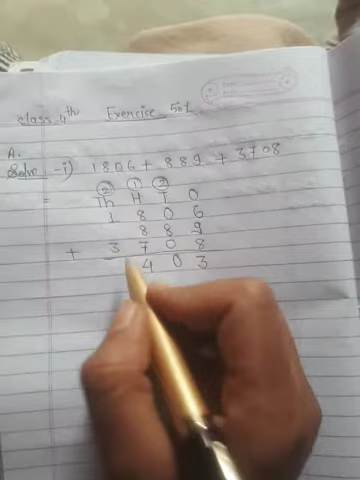 class 4th Exercise 501
A.
Solve -i) 1806 + 889 + 3708
2 1 2
= Th H T O
1 8 0 6
8 8 9
+ 3 7 0 8
4 0 3